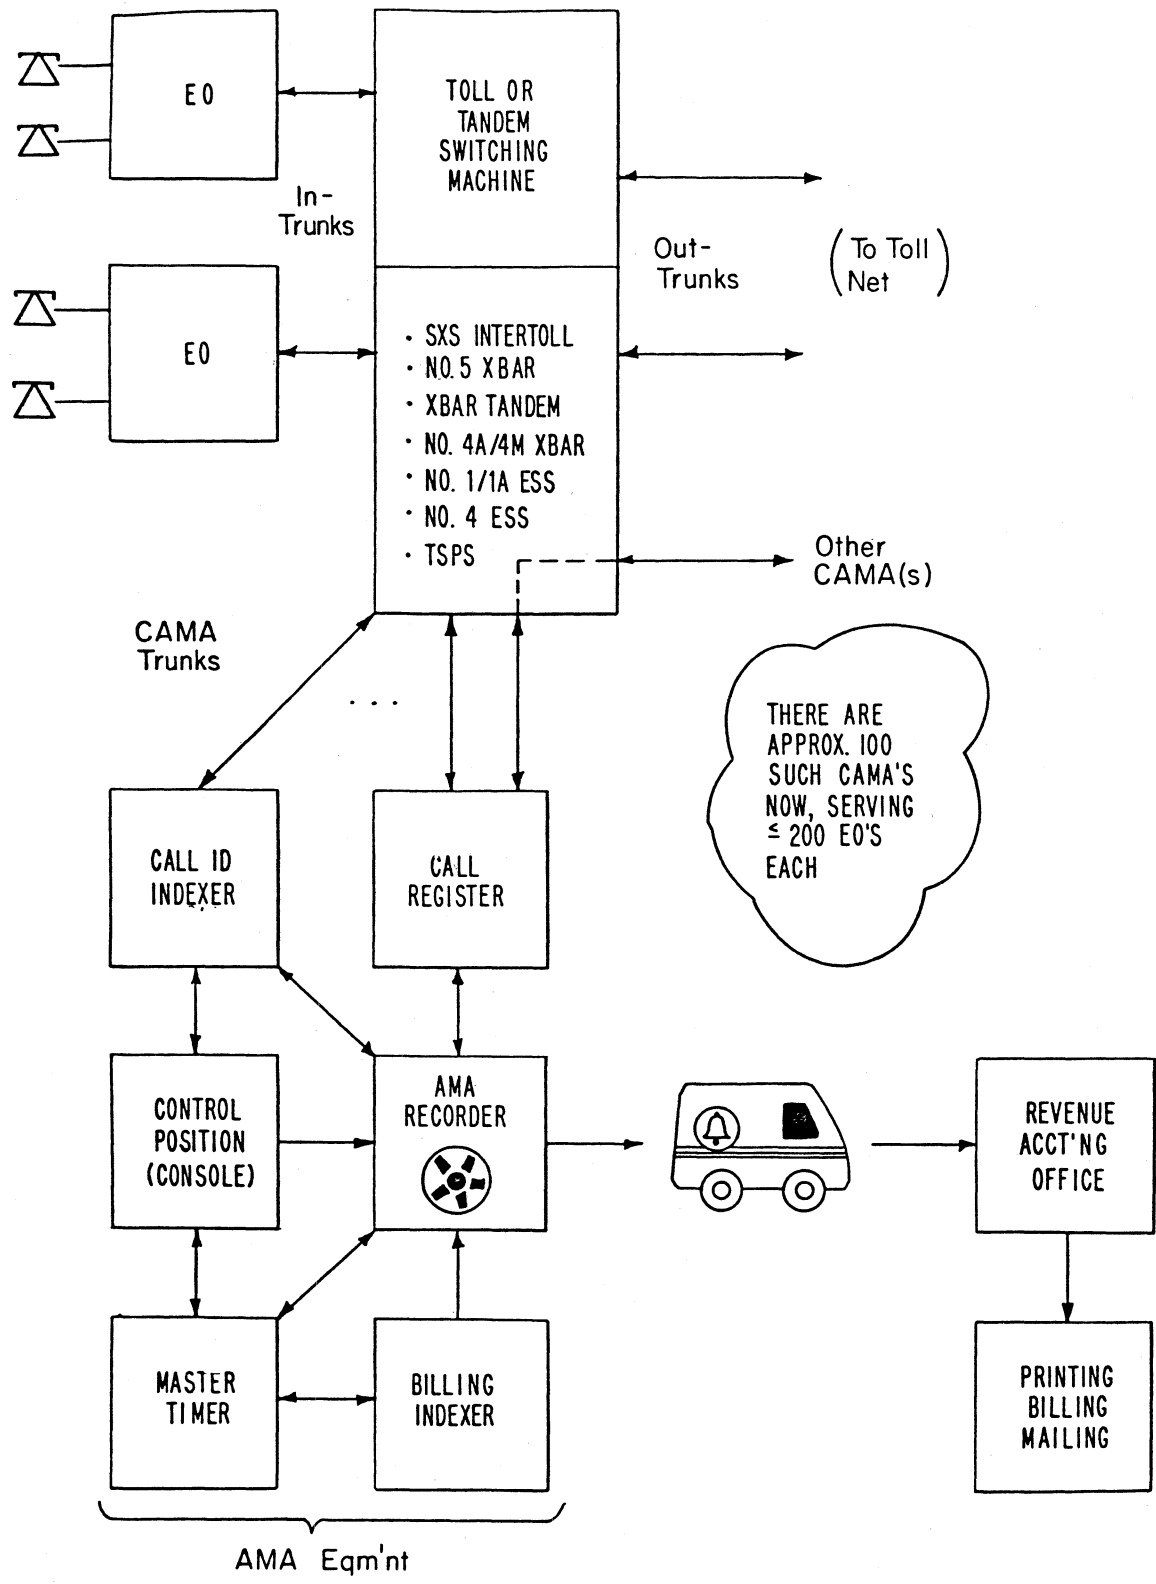 EO
TOLL OR
TANDEM
SWITCHING
MACHINE
In-
Trunks
Out-
Trunks
(To Toll
Net)
EO
· SXS INTERTOLL
· NO.5 XBAR
· XBAR TANDEM
· NO. 4A/4M XBAR
· NO. 1/1A ESS
· NO. 4 ESS
· TSPS
Other
CAMA(s)
CAMA
Trunks
...
THERE ARE
APPROX. 100
SUCH CAMA'S
NOW, SERVING
≤ 200 EO'S
EACH
CALL ID
INDEXER
CALL
REGISTER
CONTROL
POSITION
(CONSOLE)
AMA
RECORDER
REVENUE
ACCT'NG
OFFICE
MASTER
TIMER
BILLING
INDEXER
PRINTING
BILLING
MAILING
AMA Eqm'nt